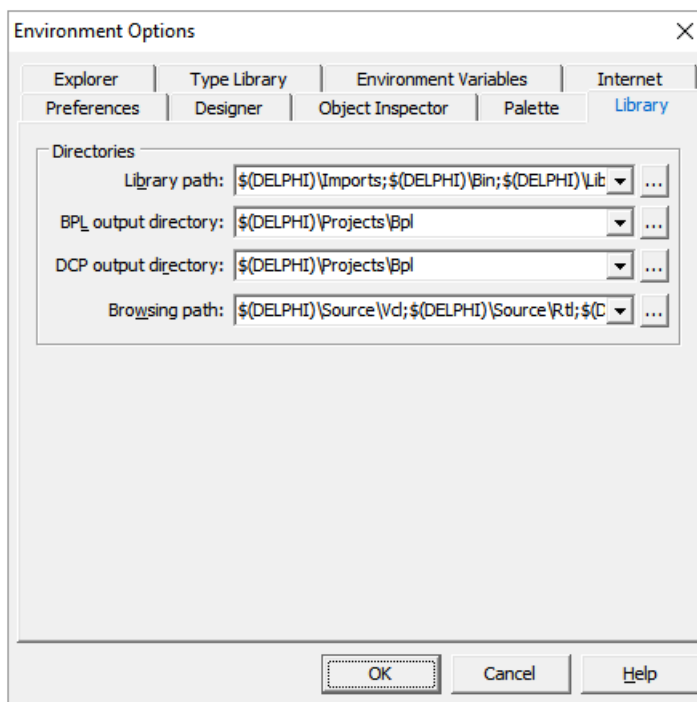 Environment Options
Explorer Type Library Environment Variables Internet
Preferences Designer Object Inspector Palette Library
Directories
Library path: $(DELPHI)\Imports;$(DELPHI)\Bin;$(DELPHI)\Lib ...
BPL output directory: $(DELPHI)\Projects\Bpl ...
DCP output directory: $(DELPHI)\Projects\Bpl ...
Browsing path: $(DELPHI)\Source\Vcl;$(DELPHI)\Source\Rtl;$(D ...
OK Cancel Help